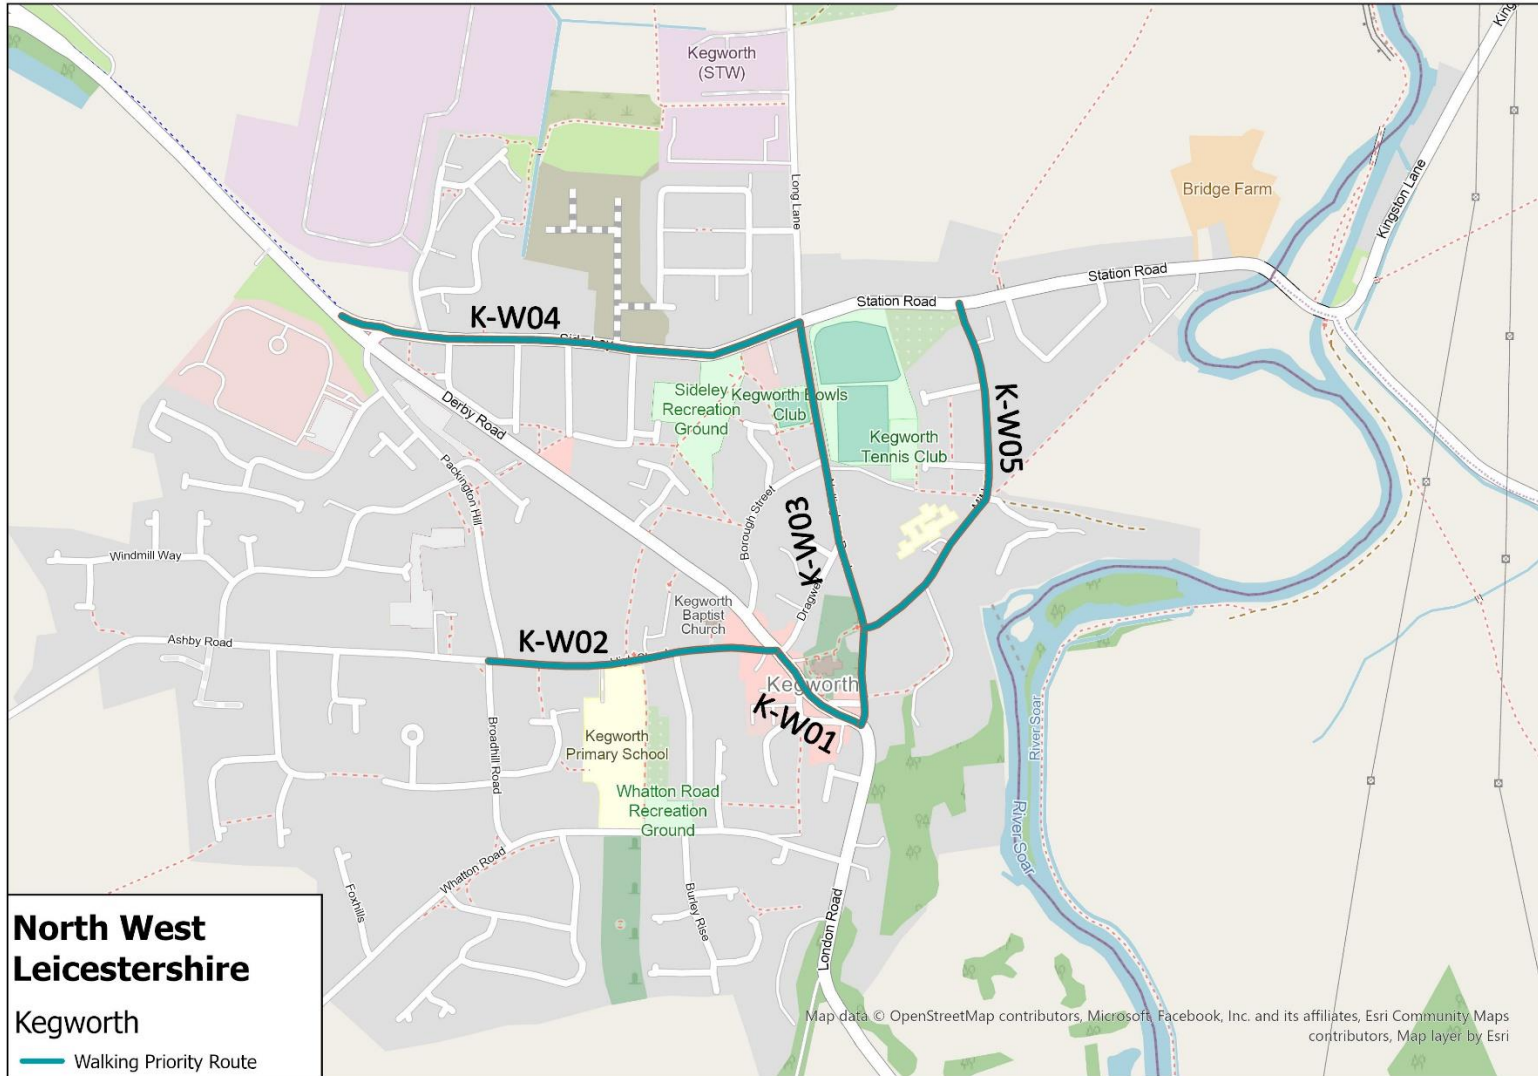 Kegworth
(STW)
King
Long Lane
Bridge Farm
Kingston Lane
Station Road
Station Road
K-W04
Side Ley
Sideley
Recreation
Ground
Kegworth Bowls
Club
Kegworth
Tennis Club
K-W05
Derby Road
Packington Hill
Borough Street
K-W03
Mill
Windmill Way
Kegworth
Baptist
Church
Ashby Road
K-W02
Kegworth
K-W01
Kegworth
Primary School
Broadhill Road
Whatton Road
Recreation
Ground
River Soar
River Soar
Whatton Road
Foxhills
Burley Rise
London Road
North West
Leicestershire
Kegworth
Walking Priority Route
Map data © OpenStreetMap contributors, Microsoft, Facebook, Inc. and its affiliates, Esri Community Maps
contributors, Map layer by Esri